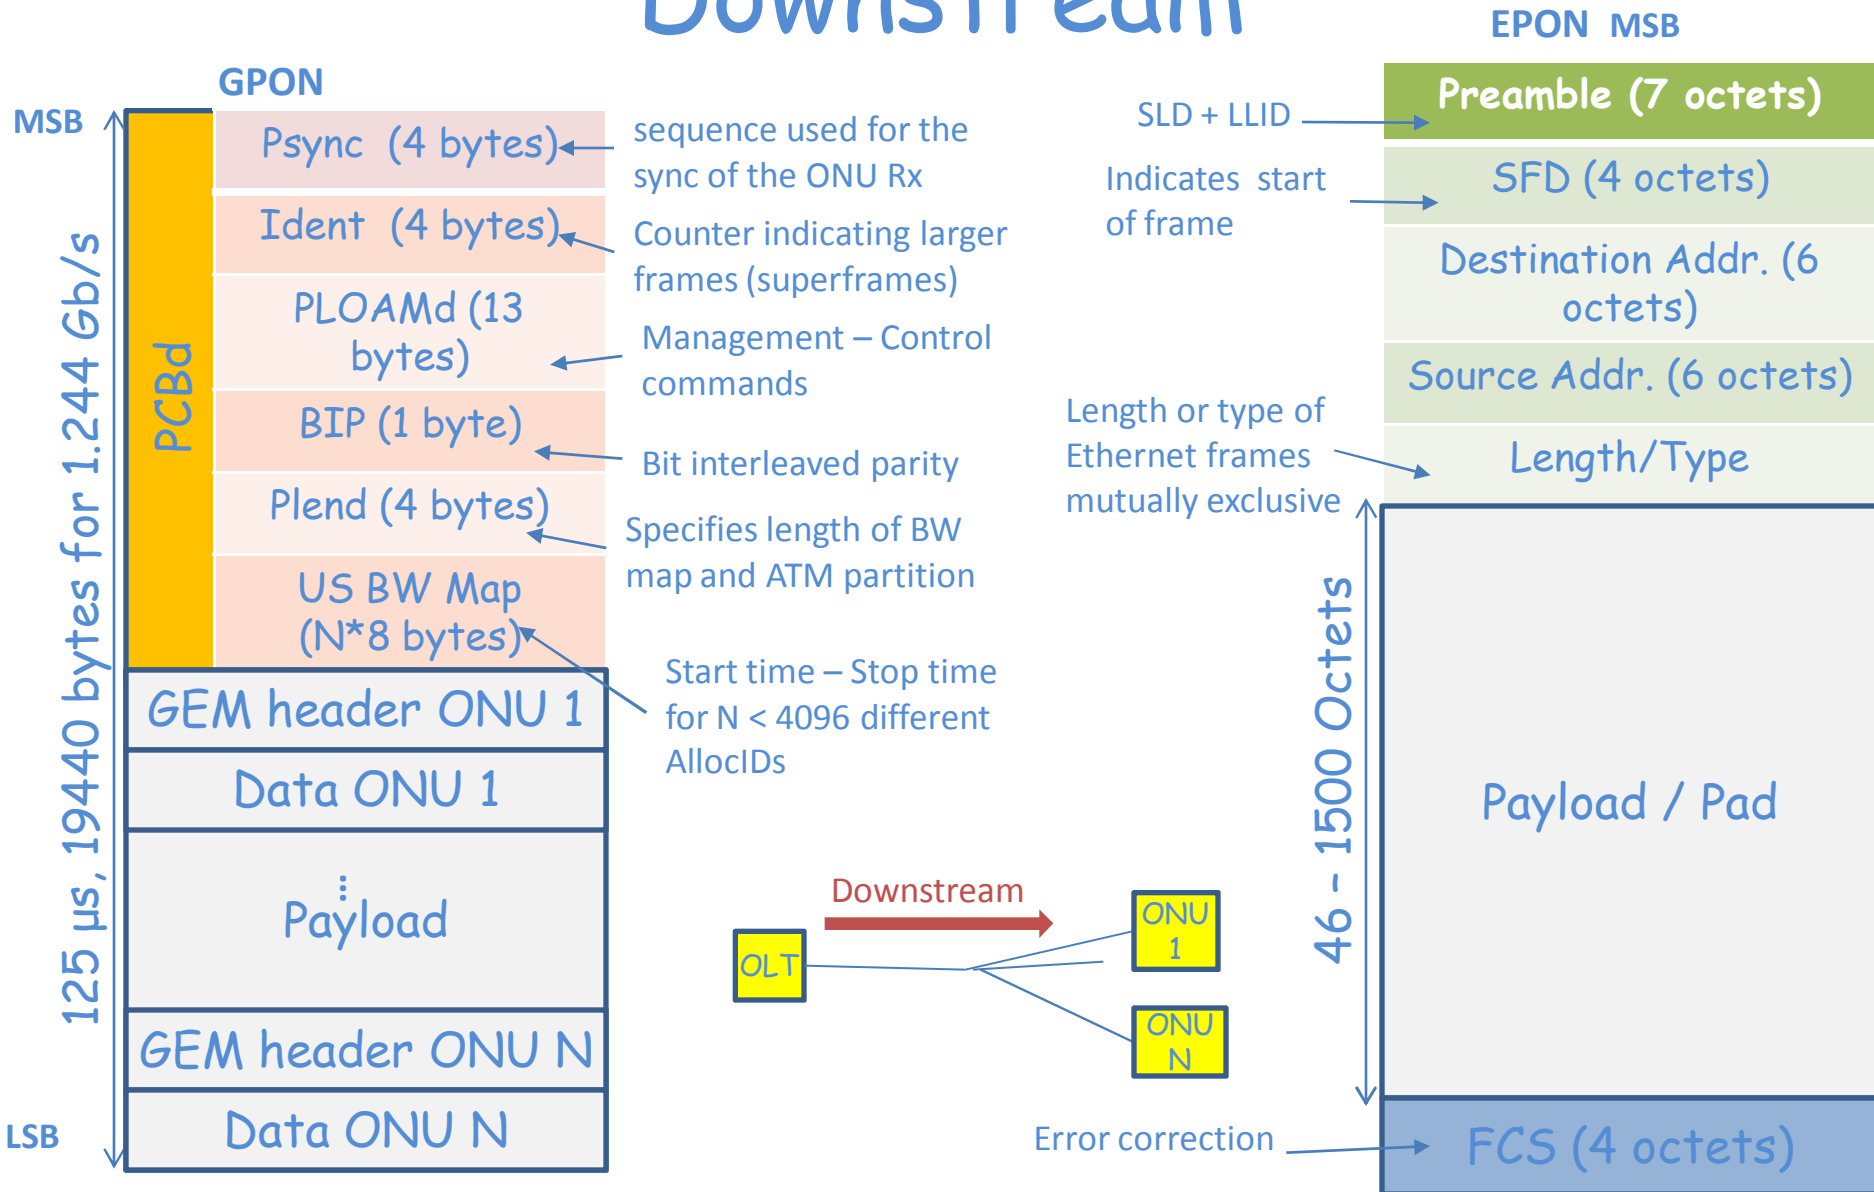 Downstream
EPON MSB
GPON
MSB
PCBd
125 µs, 19440 bytes for 1.244 Gb/s
Psync (4 bytes)
sequence used for the
sync of the ONU Rx
Ident (4 bytes)
Counter indicating larger
frames (superframes)
PLOAMd (13
bytes)
Management – Control
commands
BIP (1 byte)
Bit interleaved parity
Plend (4 bytes)
Specifies length of BW
map and ATM partition
US BW Map
(N*8 bytes)
Start time – Stop time
for N < 4096 different
AllocIDs
GEM header ONU 1
Data ONU 1
...
Payload
GEM header ONU N
Data ONU N
LSB
Downstream
OLT
ONU
1
ONU
N
SLD + LLID
Preamble (7 octets)
Indicates start
of frame
SFD (4 octets)
Destination Addr. (6
octets)
Source Addr. (6 octets)
Length or type of
Ethernet frames
mutually exclusive
Length/Type
46 – 1500 Octets
Payload / Pad
Error correction
FCS (4 octets)